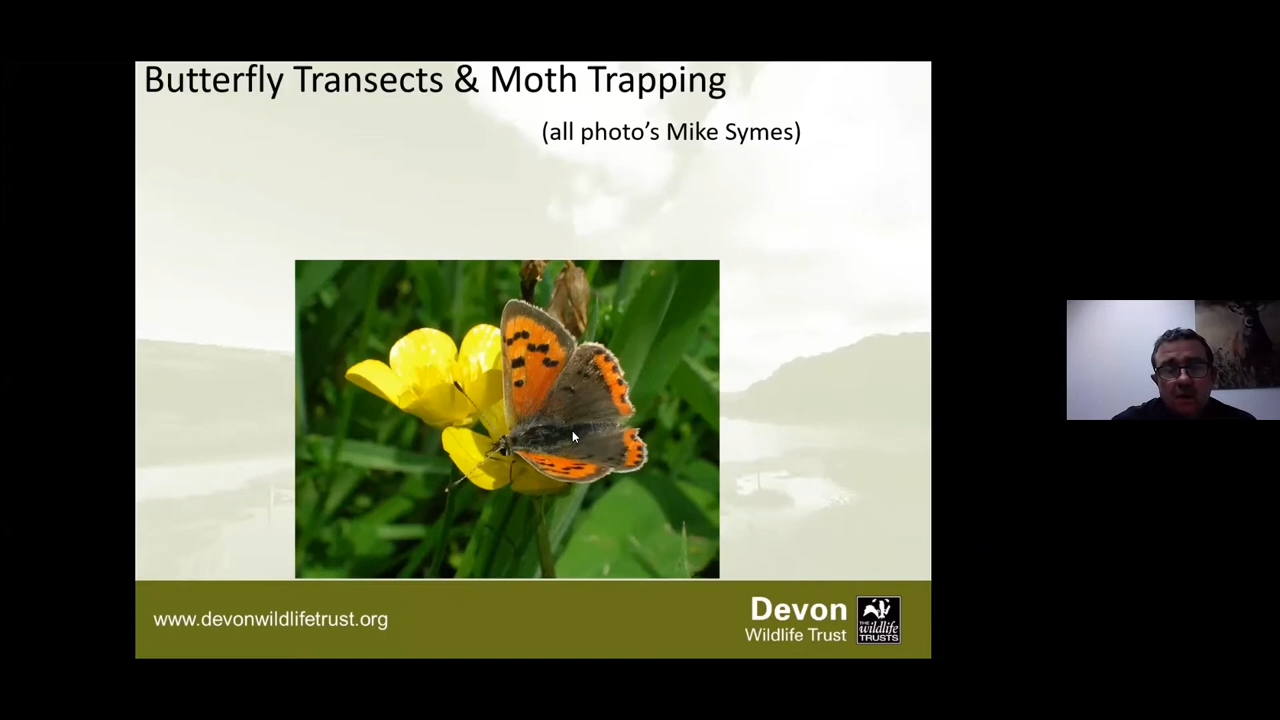 Butterfly Transects & Moth Trapping
(all photo's Mike Symes)
www.devonwildlifetrust.org
Devon
Wildlife Trust
THE
wildlife
TRUSTS